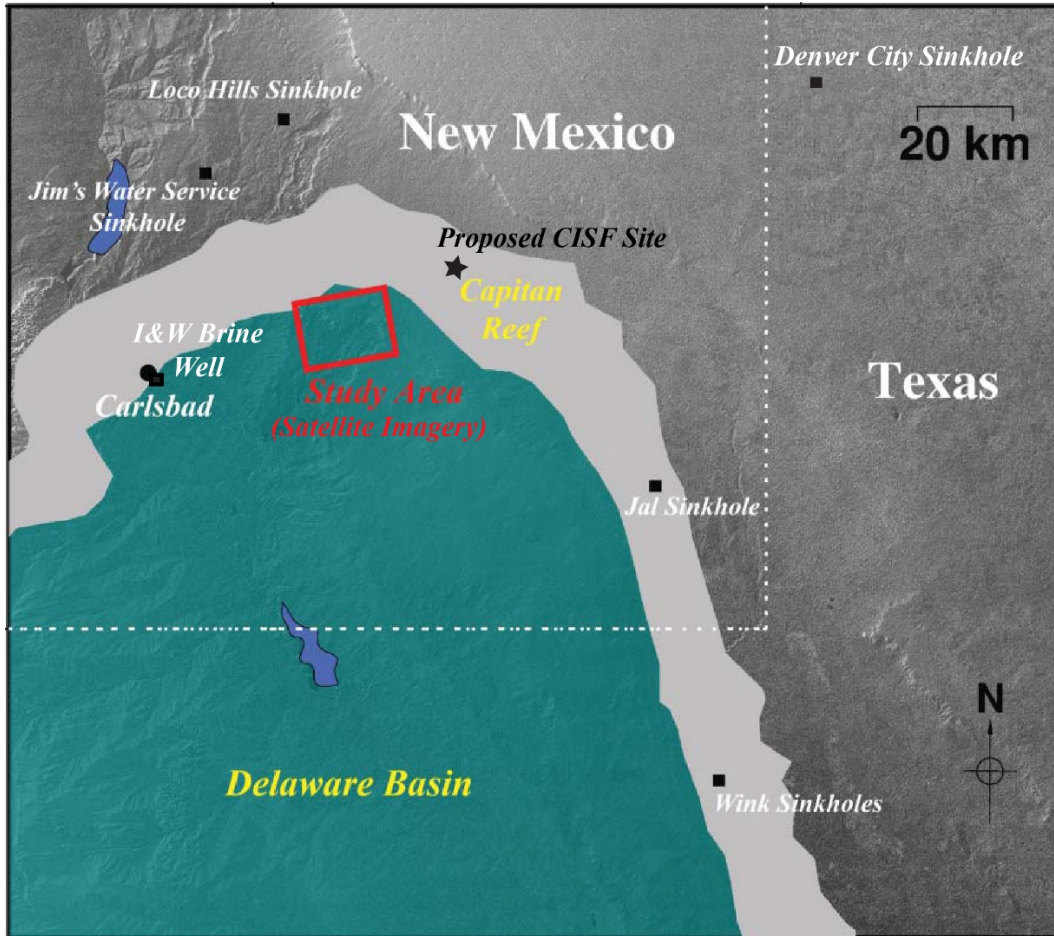 Denver City Sinkhole
Loco Hills Sinkhole
New Mexico
20 km
Jim's Water Service
Sinkhole
Proposed CISF Site
Capitan
Reef
I&W Brine
Well
Carlsbad
Study Area
(Satellite Imagery)
Texas
Jal Sinkhole
N
Delaware Basin
Wink Sinkholes